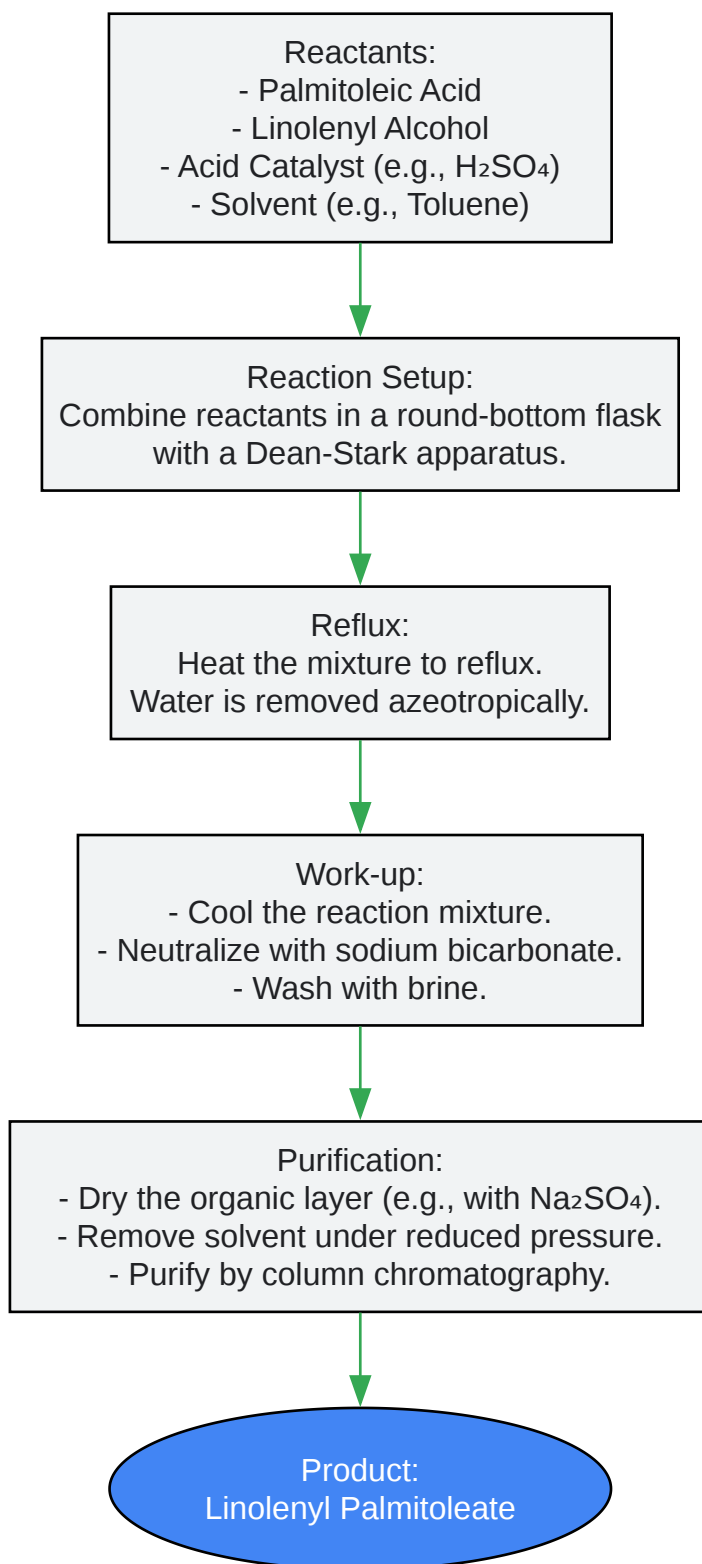 Reactants:
- Palmitoleic Acid
- Linolenyl Alcohol
- Acid Catalyst (e.g., H₂SO₄)
- Solvent (e.g., Toluene)
Reaction Setup:
Combine reactants in a round-bottom flask
with a Dean-Stark apparatus.
Reflux:
Heat the mixture to reflux.
Water is removed azeotropically.
Work-up:
- Cool the reaction mixture.
- Neutralize with sodium bicarbonate.
- Wash with brine.
Purification:
- Dry the organic layer (e.g., with Na₂SO₄).
- Remove solvent under reduced pressure.
- Purify by column chromatography.
Product:
Linolenyl Palmitoleate